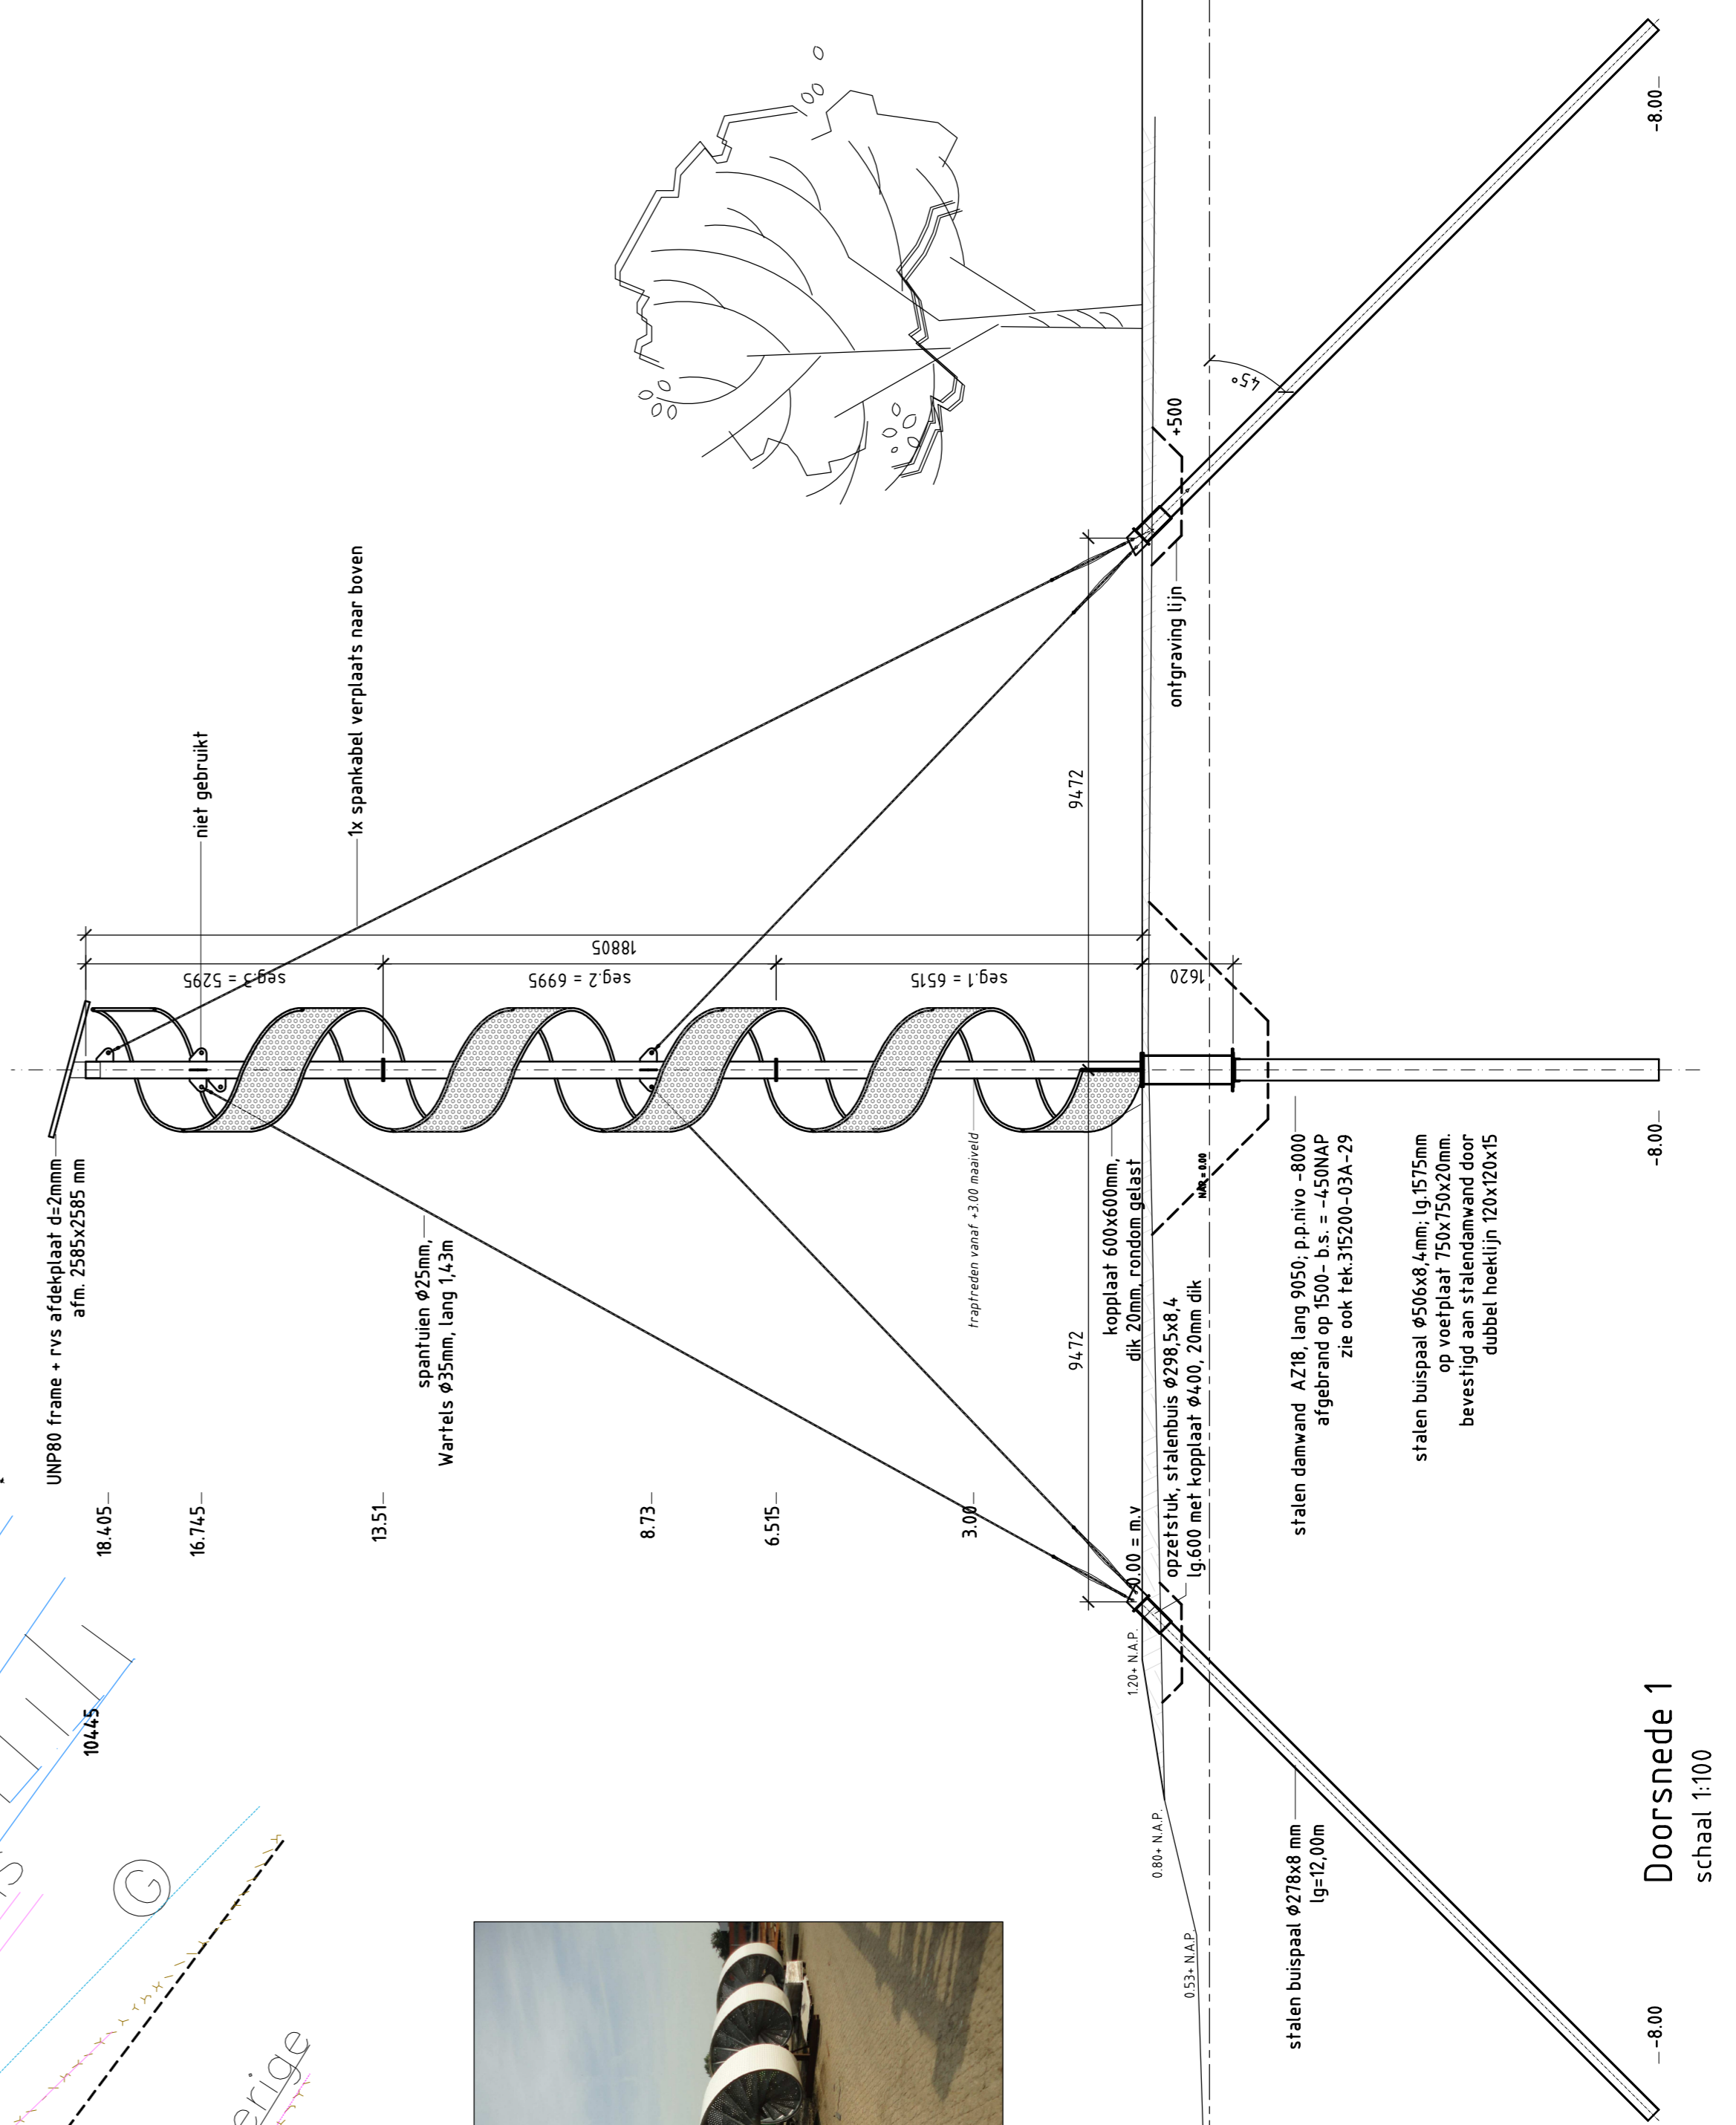 UNP80 frame + rvs afdekplaat d=2mm
afm. 2585x2585 mm
niet gebruikt
1x spankabel verplaats naar boven
spantuien Ø25mm,
Wartels Ø35mm, lang 1,43m
18.405
16.745
13.51
8.73
6.515
3.00
0.00 = m.v
10445
seg.3 = 5295
seg.2 = 6995
seg.1 = 6515
18805
1620
traptreden vanaf +3.00 maaiveld
9472
9472
kopplaat 600x600mm,
dik 20mm, rondom gelast
opzetstuk, stalenbuis Ø298,5x8,4
lg.600 met kopplaat Ø400, 20mm dik
ontgraving lijn
+500
45°
1.20+ N.A.P.
0.80+ N.A.P.
0.53+ N.A.P.
stalen damwand AZ18, lang 9050; p.p.nivo -8000
afgebrand op 1500- b.s. = -450NAP
zie ook tek.315200-03A-29
stalen buispaal Ø506x8,4mm; lg.1575mm
op voetplaat 750x750x20mm.
bevestigd aan stalendamwand door
dubbel hoeklijn 120x120x15
stalen buispaal Ø278x8 mm
lg=12,00m
-8.00
-8.00
-8.00
G
erige
Doorsnede 1
schaal 1:100